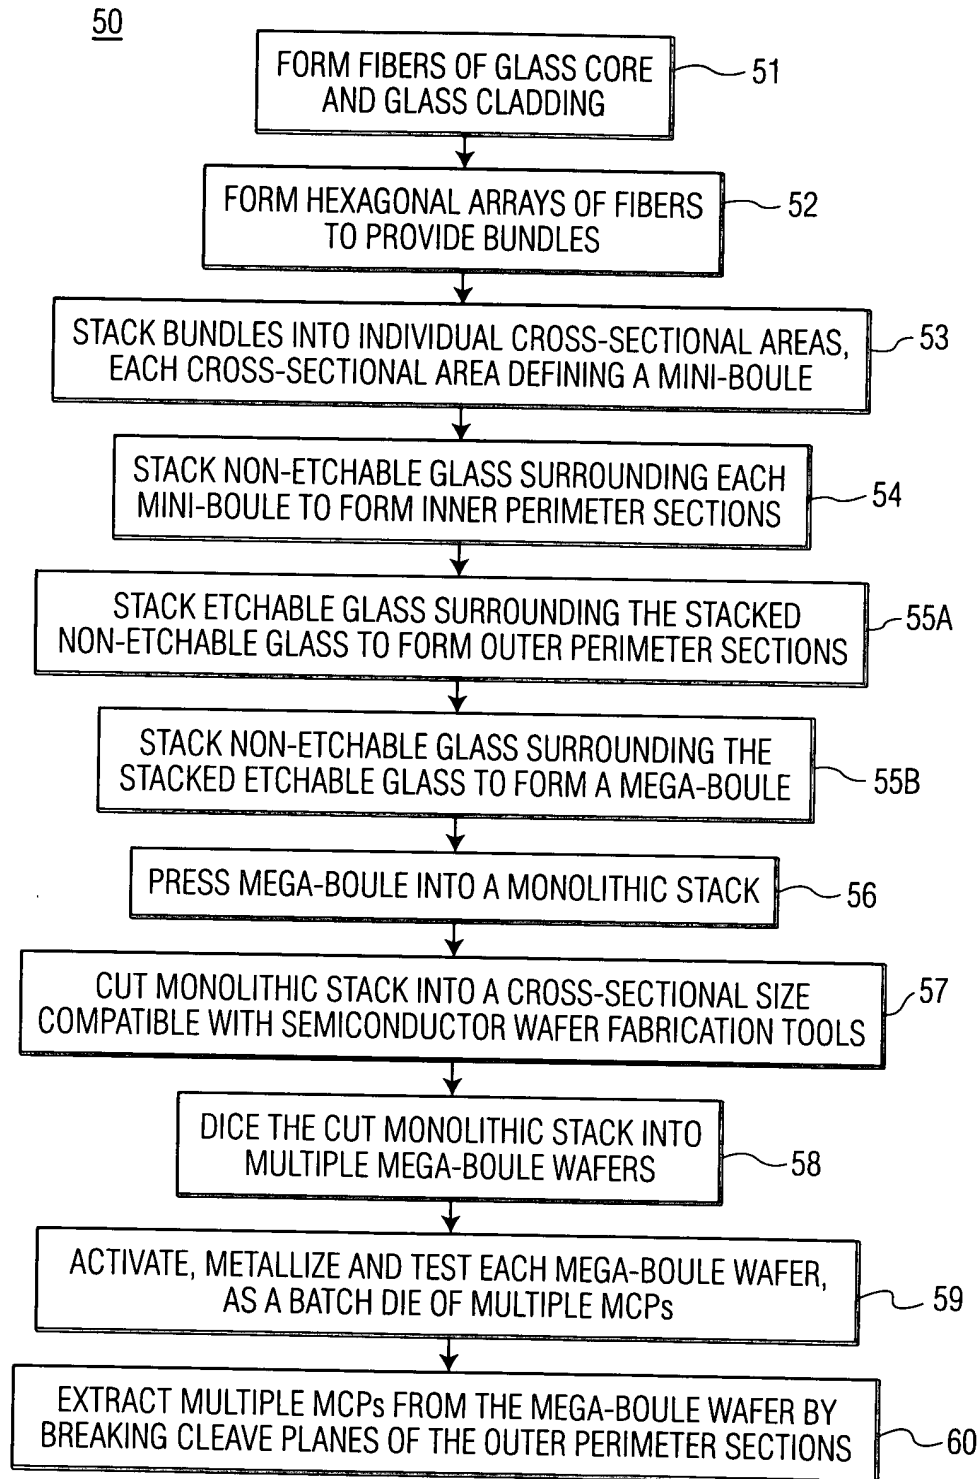 50
FORM FIBERS OF GLASS CORE
AND GLASS CLADDING
51
FORM HEXAGONAL ARRAYS OF FIBERS
TO PROVIDE BUNDLES
52
STACK BUNDLES INTO INDIVIDUAL CROSS-SECTIONAL AREAS,
EACH CROSS-SECTIONAL AREA DEFINING A MINI-BOULE
53
STACK NON-ETCHABLE GLASS SURROUNDING EACH
MINI-BOULE TO FORM INNER PERIMETER SECTIONS
54
STACK ETCHABLE GLASS SURROUNDING THE STACKED
NON-ETCHABLE GLASS TO FORM OUTER PERIMETER SECTIONS
55A
STACK NON-ETCHABLE GLASS SURROUNDING THE
STACKED ETCHABLE GLASS TO FORM A MEGA-BOULE
55B
PRESS MEGA-BOULE INTO A MONOLITHIC STACK
56
CUT MONOLITHIC STACK INTO A CROSS-SECTIONAL SIZE
COMPATIBLE WITH SEMICONDUCTOR WAFER FABRICATION TOOLS
57
DICE THE CUT MONOLITHIC STACK INTO
MULTIPLE MEGA-BOULE WAFERS
58
ACTIVATE, METALLIZE AND TEST EACH MEGA-BOULE WAFER,
AS A BATCH DIE OF MULTIPLE MCPs
59
EXTRACT MULTIPLE MCPs FROM THE MEGA-BOULE WAFER BY
BREAKING CLEAVE PLANES OF THE OUTER PERIMETER SECTIONS
60